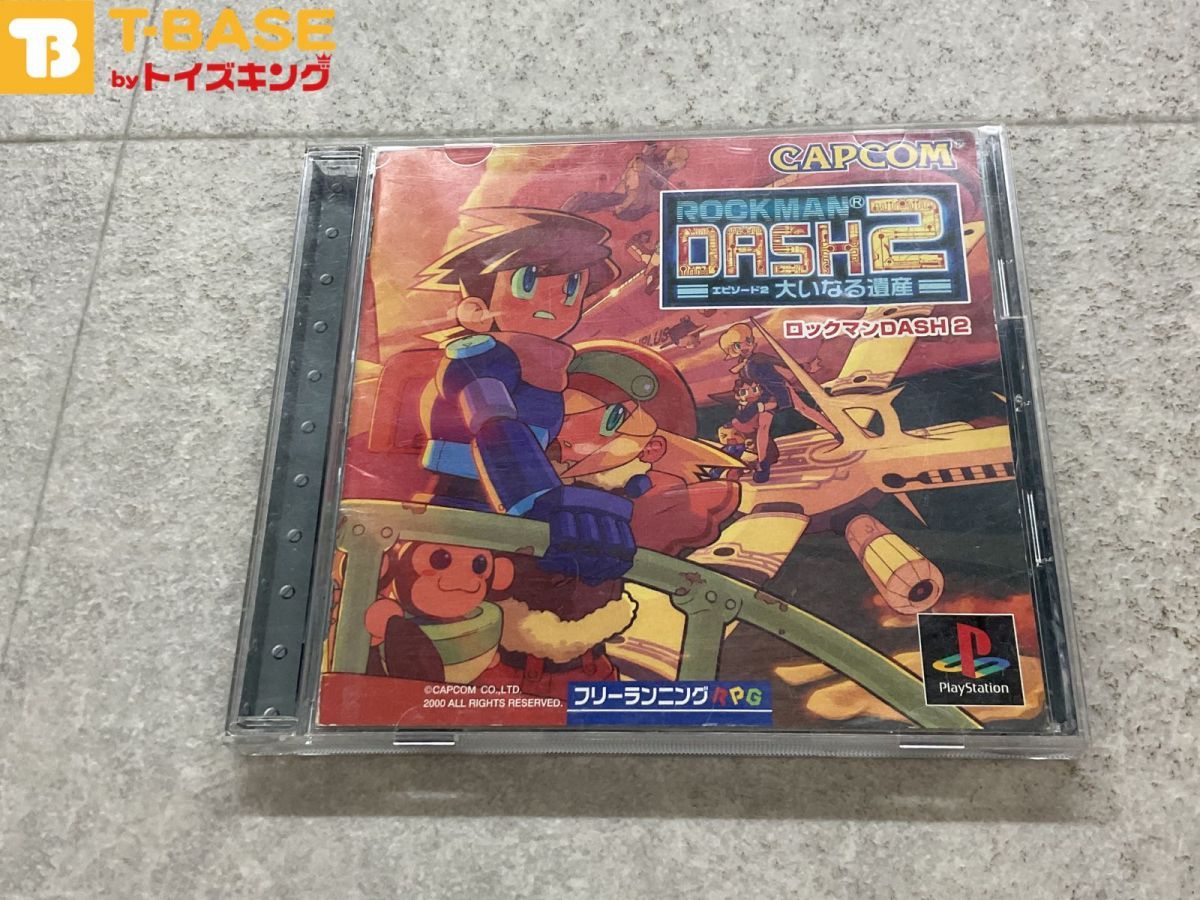 T-BASE
byトイズキング
CAPCOM
ROCKMAN®
DASH2
エピソード2 大いなる遺産
ロックマンDASH 2
©CAPCOM CO.,LTD.
2000 ALL RIGHTS RESERVED.
フリーランニングRPG
PlayStation